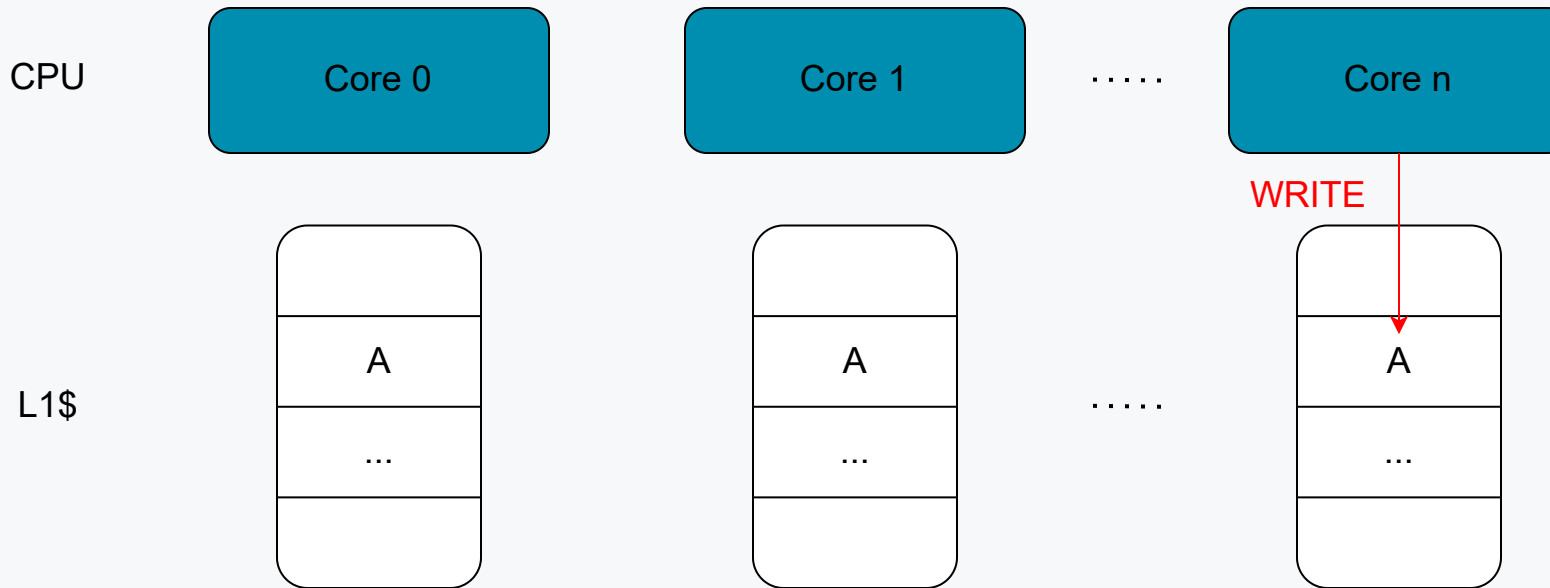 CPU
Core 0
Core 1
.....
Core n
WRITE
L1$
A
A
.....
A
...
...
...